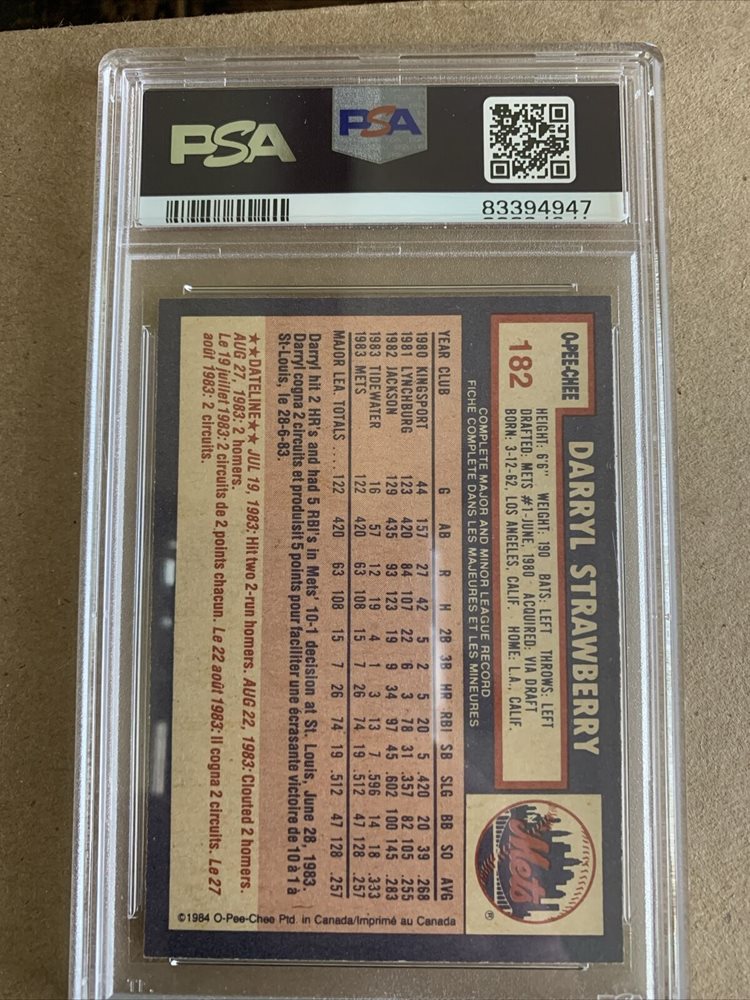 PSA
PSA
83394947
O-PEE-CHEE
182
DARRYL STRAWBERRY
HEIGHT: 6'6" WEIGHT: 190 BATS: LEFT THROWS: LEFT
DRAFTED: METS #1-JUNE, 1980 ACQUIRED: VIA DRAFT
BORN: 3-12-62, LOS ANGELES, CALIF. HOME: L.A., CALIF.
Mets
®
COMPLETE MAJOR AND MINOR LEAGUE RECORD
FICHE COMPLETE DANS LES MAJEURES ET LES MINEURES
YEAR CLUB G AB R H 2B 3B HR RBI SB SLG BB SO AVG
1980 KINGSPORT 44 157 27 42 5 2 5 20 5 .420 20 39 .268
1981 LYNCHBURG 123 420 84 107 22 6 3 78 31 .357 82 105 .255
1982 JACKSON 129 435 93 123 19 9 34 97 45 .602 100 145 .283
1983 TIDEWATER 16 57 12 19 4 1 3 13 7 .596 14 18 .333
1983 METS 122 420 63 108 15 7 26 74 19 .512 47 128 .257
MAJOR LEA. TOTALS .... 122 420 63 108 15 7 26 74 19 .512 47 128 .257
Darryl hit 2 HR's and had 5 RBI's in Mets' 10-1 decision at St. Louis, June 28, 1983.
Darryl cogna 2 circuits et produisit 5 points pour faciliter une écrasante victoire de 10 à 1 à
St-Louis, le 28-6-83.
★★DATELINE★★ JUL 19, 1983: Hit two 2-run homers. AUG 22, 1983: Clouted 2 homers.
AUG 27, 1983: 2 homers.
Le 19 juillet 1983: 2 circuits de 2 points chacun. Le 22 août 1983: Il cogna 2 circuits. Le 27
août 1983: 2 circuits.
©1984 O-Pee-Chee Ptd. in Canada/Imprimé au Canada